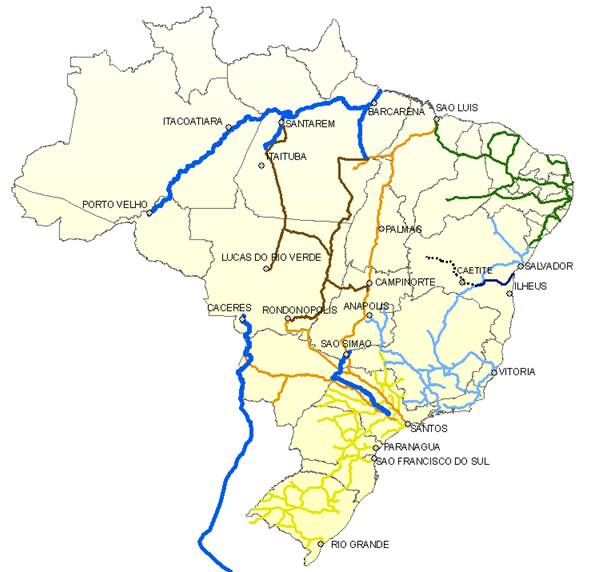 SAO LUIS
BARCARENA
ITACOATIARA
SANTAREM
ITAITUBA
PORTO VELHO
PALMAS
LUCAS DO RIO VERDE
SALVADOR
CAETITE
CAMPINORTE
ILHEUS
CACERES
RONDONOPOLIS
ANAPOLIS
SAO SIMAO
VITORIA
SANTOS
PARANAGUA
SAO FRANCISCO DO SUL
RIO GRANDE